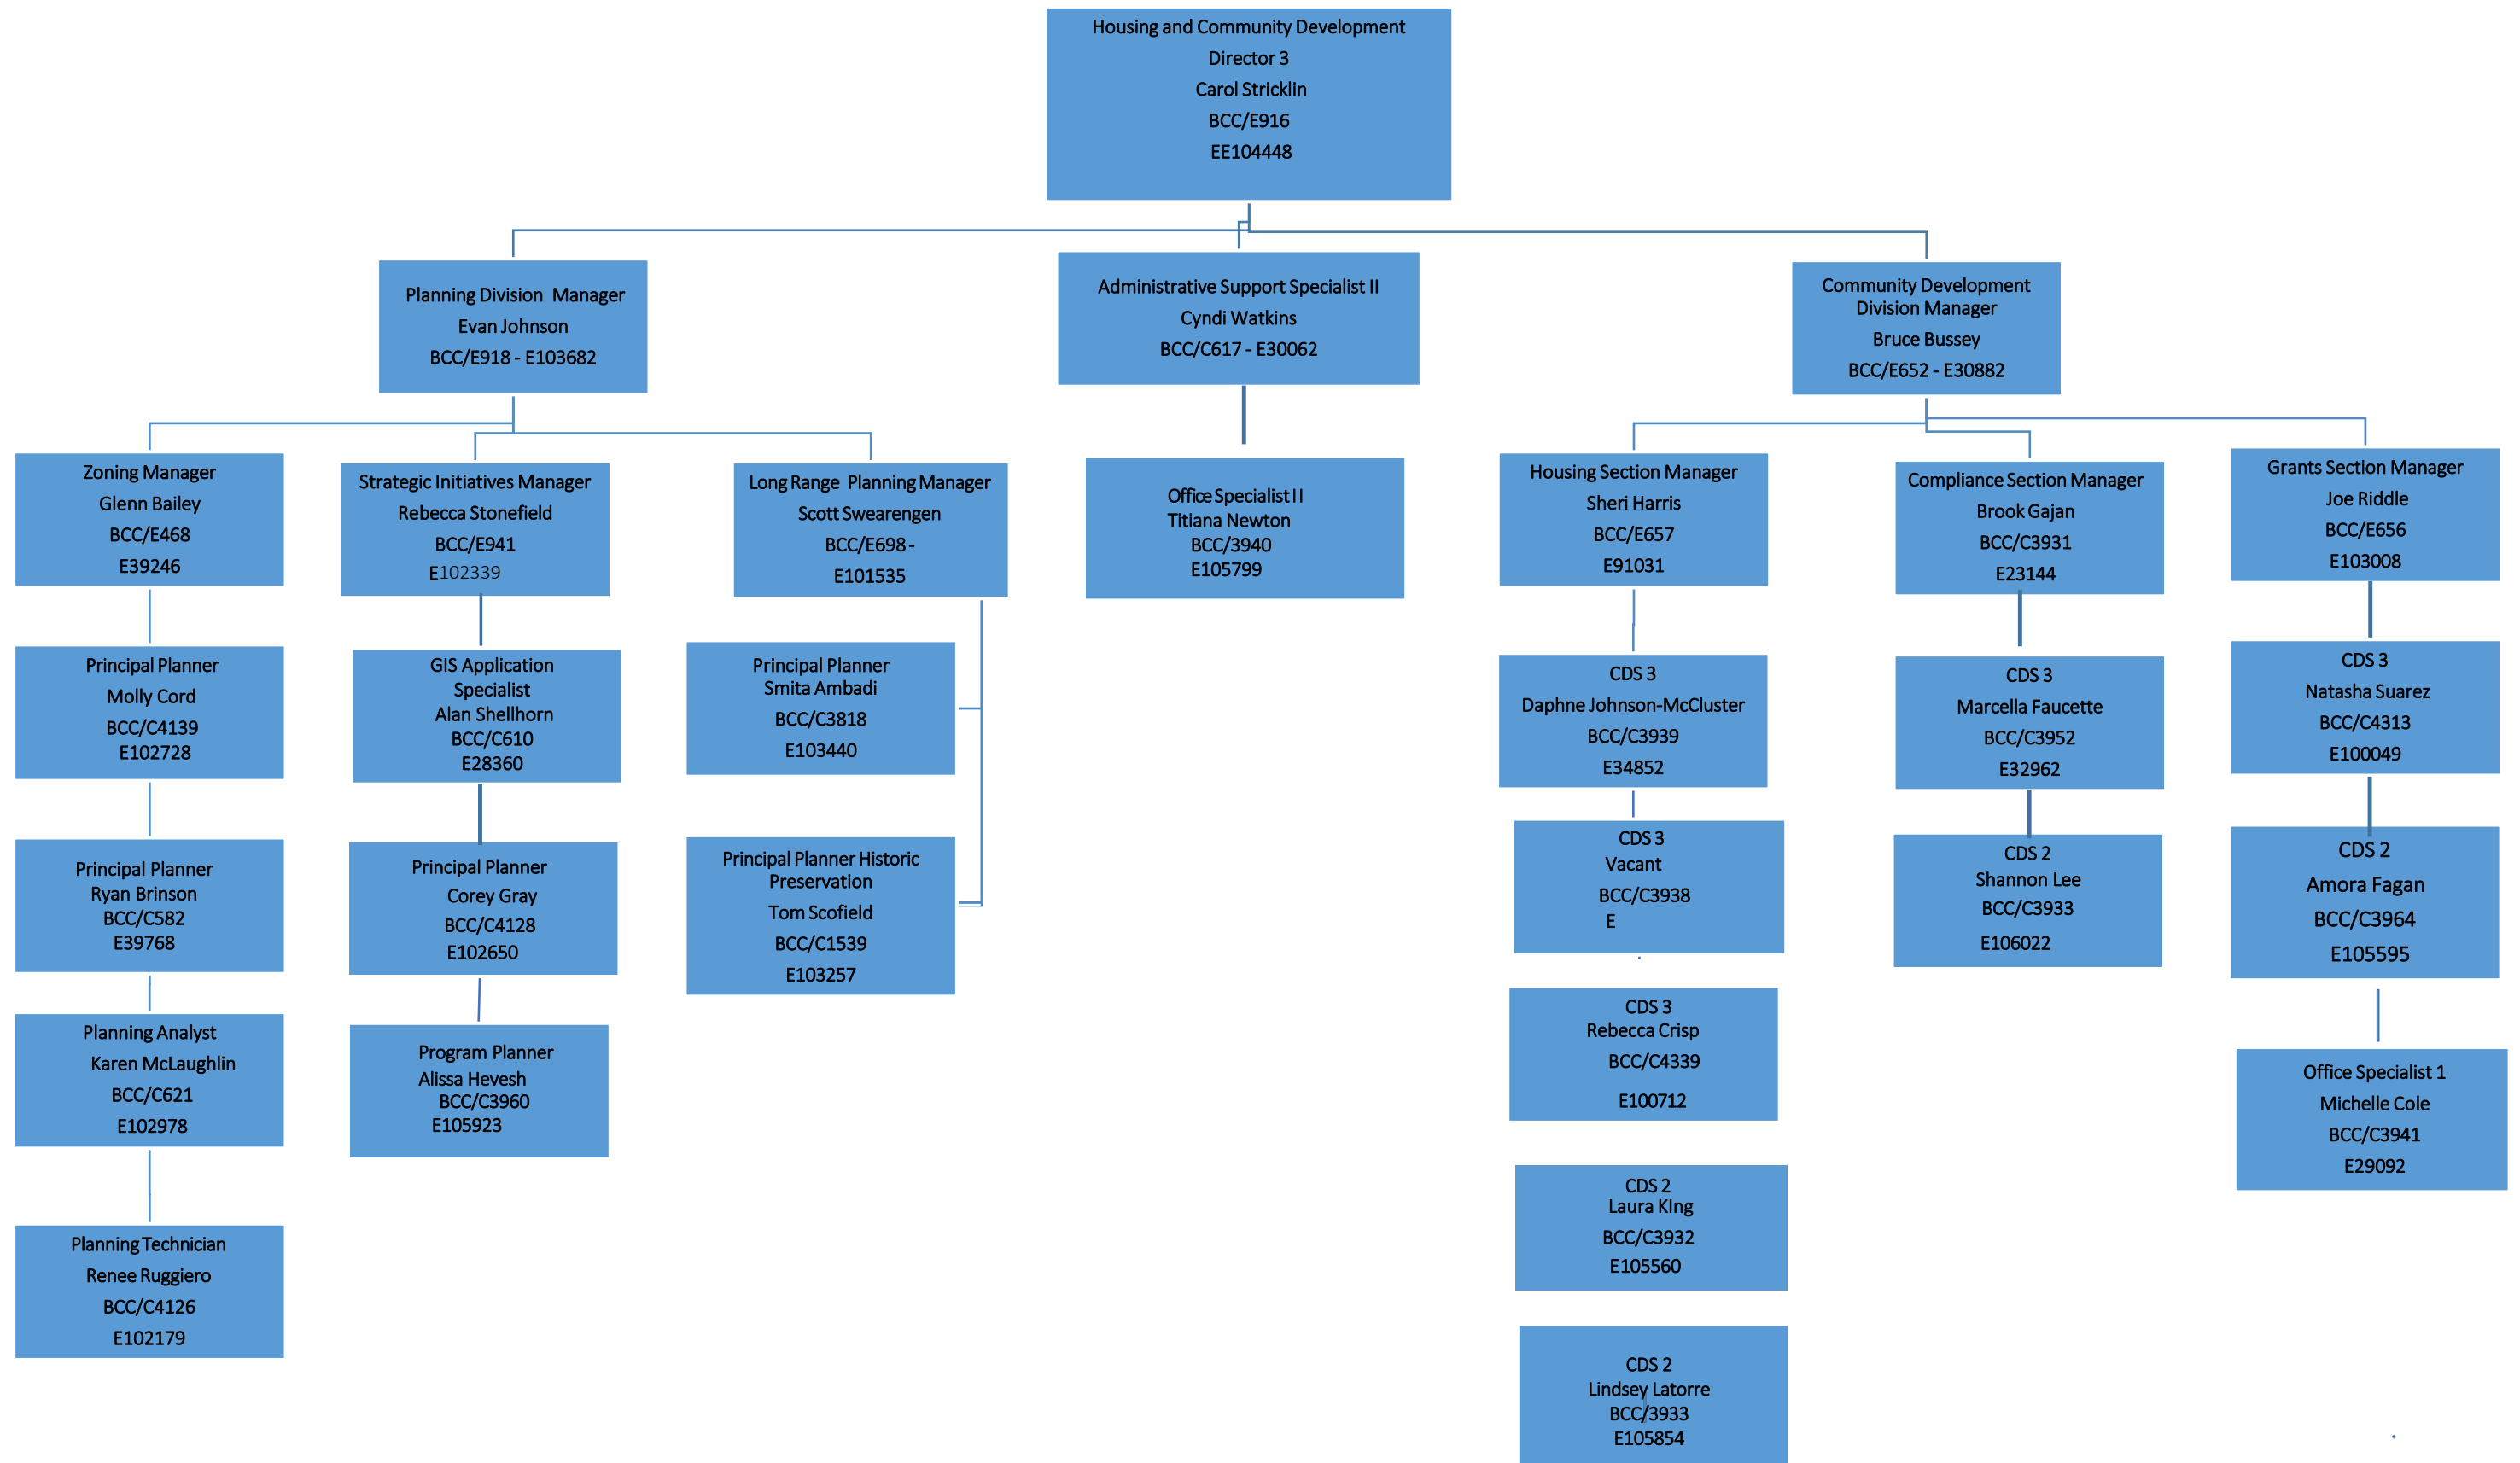 Housing and Community Development
Director 3
Carol Stricklin
BCC/E916
EE104448
Planning Division Manager
Evan Johnson
BCC/E918 - E103682
Administrative Support Specialist II
Cyndi Watkins
BCC/C617 - E30062
Community Development
Division Manager
Bruce Bussey
BCC/E652 - E30882
Zoning Manager
Glenn Bailey
BCC/E468
E39246
Strategic Initiatives Manager
Rebecca Stonefield
BCC/E941
E102339
Long Range Planning Manager
Scott Swearengen
BCC/E698 -
E101535
Office Specialist II
Titiana Newton
BCC/3940
E105799
Housing Section Manager
Sheri Harris
BCC/E657
E91031
Compliance Section Manager
Brook Gajan
BCC/C3931
E23144
Grants Section Manager
Joe Riddle
BCC/E656
E103008
Principal Planner
Molly Cord
BCC/C4139
E102728
GIS Application
Specialist
Alan Shellhorn
BCC/C610
E28360
Principal Planner
Smita Ambadi
BCC/C3818
E103440
CDS 3
Daphne Johnson-McCluster
BCC/C3939
E34852
CDS 3
Marcella Faucette
BCC/C3952
E32962
CDS 3
Natasha Suarez
BCC/C4313
E100049
Principal Planner
Ryan Brinson
BCC/C582
E39768
Principal Planner
Corey Gray
BCC/C4128
E102650
Principal Planner Historic
Preservation
Tom Scofield
BCC/C1539
E103257
CDS 3
Vacant
BCC/C3938
E
CDS 2
Shannon Lee
BCC/C3933
E106022
CDS 2
Amora Fagan
BCC/C3964
E105595
Planning Analyst
Karen McLaughlin
BCC/C621
E102978
Program Planner
Alissa Hevesh
BCC/C3960
E105923
CDS 3
Rebecca Crisp
BCC/C4339
E100712
Office Specialist 1
Michelle Cole
BCC/C3941
E29092
Planning Technician
Renee Ruggiero
BCC/C4126
E102179
CDS 2
Laura KIng
BCC/C3932
E105560
CDS 2
Lindsey Latorre
BCC/3933
E105854